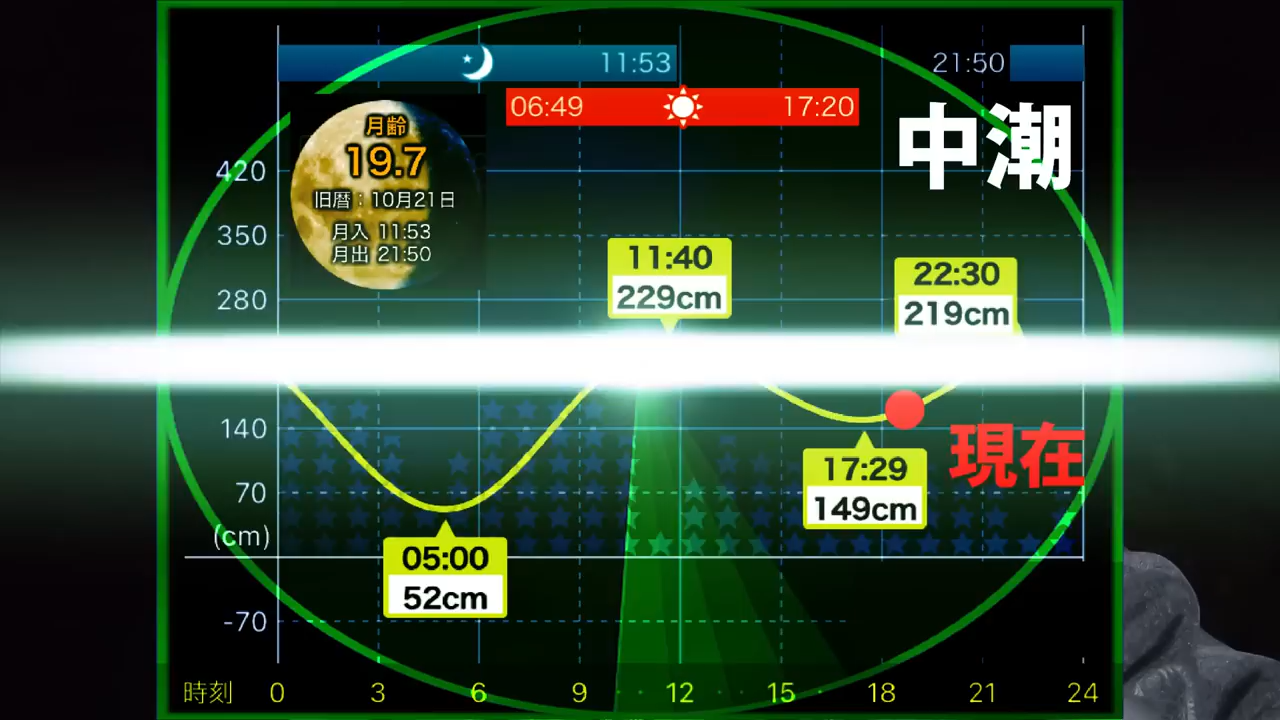 11:53
21:50
06:49
17:20
中潮
月齢
19.7
旧暦：10月21日
月入 11:53
月出 21:50
420
350
280
140
70
(cm)
-70
11:40
229cm
22:30
219cm
現在
17:29
149cm
05:00
52cm
時刻 0 3 6 9 12 15 18 21 24